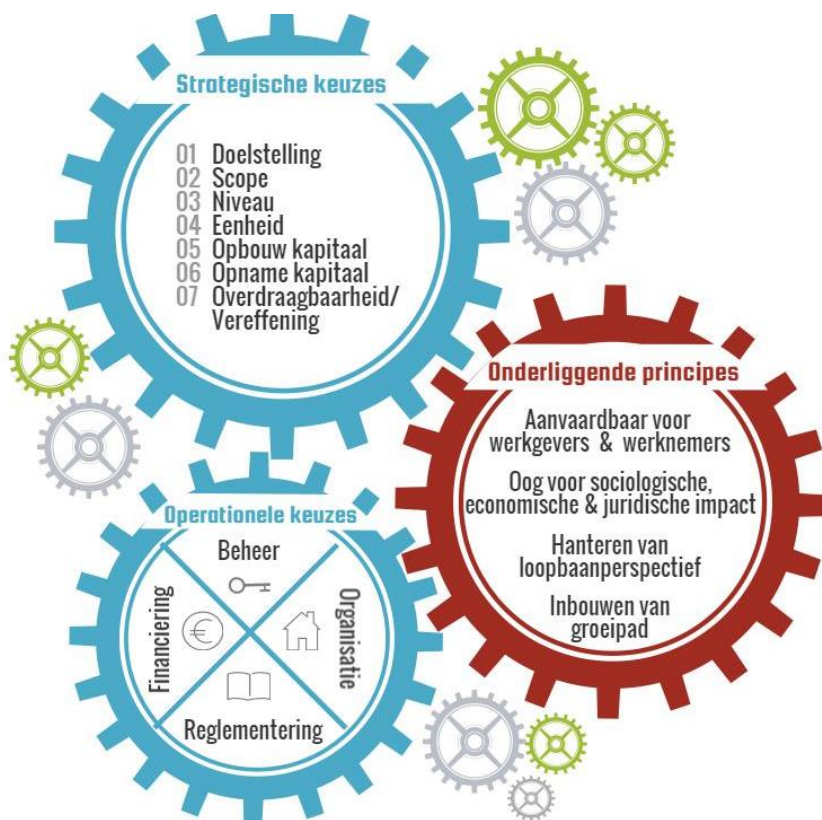 Strategische keuzes
01 Doelstelling
02 Scope
03 Niveau
04 Eenheid
05 Opbouw kapitaal
06 Opname kapitaal
07 Overdraagbaarheid/
Vereffening
Onderliggende principes
Aanvaardbaar voor
werkgevers & werknemers
Oog voor sociologische,
economische & juridische impact
Hanteren van
loopbaanperspectief
Inbouwen van
groeipad
Operationele keuzes
Beheer
Financiering
Organisatie
Reglementering